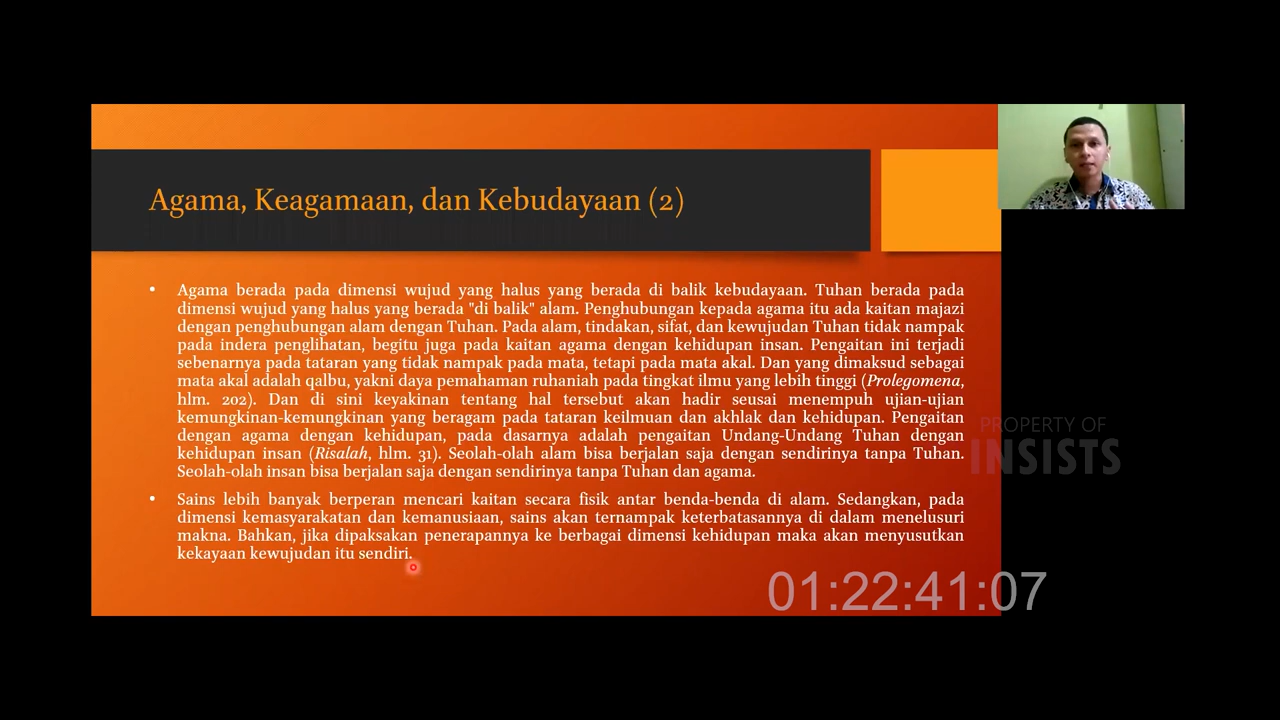 Agama, Keagamaan, dan Kebudayaan (2)
• Agama berada pada dimensi wujud yang halus yang berada di balik kebudayaan. Tuhan berada pada
dimensi wujud yang halus yang berada "di balik" alam. Penghubungan kepada agama itu ada kaitan majazi
dengan penghubungan alam dengan Tuhan. Pada alam, tindakan, sifat, dan kewujudan Tuhan tidak nampak
pada indera penglihatan, begitu juga pada kaitan agama dengan kehidupan insan. Pengaitan ini terjadi
sebenarnya pada tataran yang tidak nampak pada mata, tetapi pada mata akal. Dan yang dimaksud sebagai
mata akal adalah qalbu, yakni daya pemahaman ruhaniah pada tingkat ilmu yang lebih tinggi (Prolegomena,
hlm. 202). Dan di sini keyakinan tentang hal tersebut akan hadir seusai menempuh ujian-ujian
kemungkinan-kemungkinan yang beragam pada tataran keilmuan dan akhlak dan kehidupan. Pengaitan
dengan agama dengan kehidupan, pada dasarnya adalah pengaitan Undang-Undang Tuhan dengan
kehidupan insan (Risalah, hlm. 31). Seolah-olah alam bisa berjalan saja dengan sendirinya tanpa Tuhan.
Seolah-olah insan bisa berjalan saja dengan sendirinya tanpa Tuhan dan agama.
• Sains lebih banyak berperan mencari kaitan secara fisik antar benda-benda di alam. Sedangkan, pada
dimensi kemasyarakatan dan kemanusiaan, sains akan ternampak keterbatasannya di dalam menelusuri
makna. Bahkan, jika dipaksakan penerapannya ke berbagai dimensi kehidupan maka akan menyusutkan
kekayaan kewujudan itu sendiri.
PROPERTY OF
INSISTS
01:22:41:07